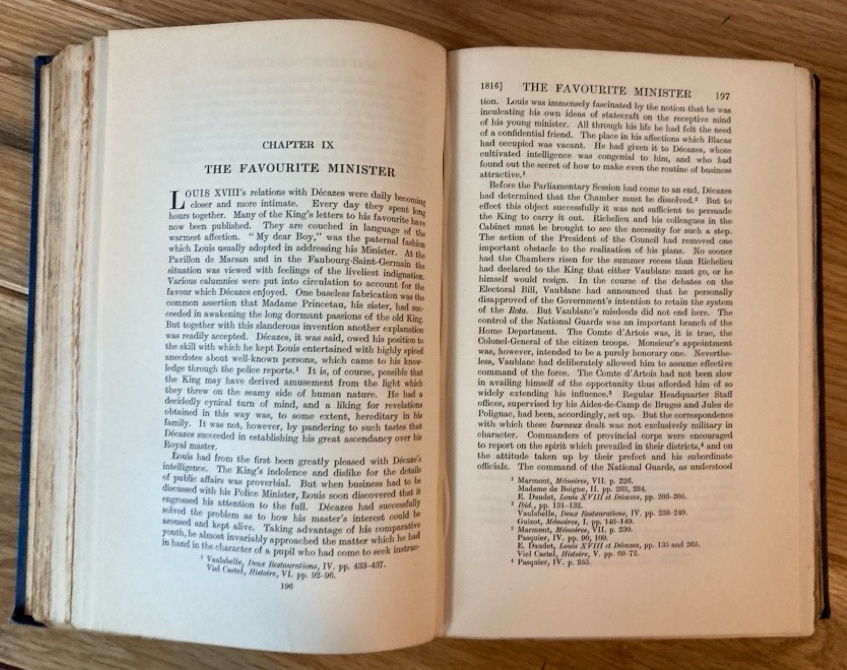 CHAPTER IX
THE FAVOURITE MINISTER
LOUIS XVIII's relations with Décazes were daily becoming
closer and more intimate. Every day they spent long
hours together. Many of the King's letters to his favourite have
now been published. They are couched in language of the
warmest affection. "My dear Boy," was the paternal fashion
which Louis usually adopted in addressing his Minister. At the
Pavillon de Marsan and in the Faubourg-Saint-Germain the
situation was viewed with feelings of the liveliest indignation.
Various calumnies were put into circulation to account for the
favour which Décazes enjoyed. One baseless fabrication was the
common assertion that Madame Princetau, his sister, had suc-
ceeded in awakening the long dormant passions of the old King.
But together with this slanderous invention another explanation
was readily accepted. Décazes, it was said, owed his position to
the skill with which he kept Louis entertained with highly spiced
anecdotes about well-known persons, which came to his know-
ledge through the police reports.¹ It is, of course, possible that
the King may have derived amusement from the light which
they threw on the seamy side of human nature. He had a
decidedly cynical turn of mind, and a liking for revelations
obtained in this way was, to some extent, hereditary in his
family. It was not, however, by pandering to such tastes that
Décazes succeeded in establishing his great ascendancy over his
Royal master.
Louis had from the first been greatly pleased with Décaze's
intelligence. The King's indolence and dislike for the details
of public affairs was proverbial. But when business had to be
discussed with his Police Minister, Louis soon discovered that it
engrossed his attention to the full. Décazes had successfully
solved the problem as to how his master's interest could be
aroused and kept alive. Taking advantage of his comparative
youth, he almost invariably approached the matter which he had
in hand in the character of a pupil who had come to seek instruc-
¹ Vaulabelle, Deux Restaurations, IV. pp. 433-437.
Viel Castel, Histoire, VI. pp. 92-96.
196
1816] THE FAVOURITE MINISTER 197
tion. Louis was immensely fascinated by the notion that he was
inculcating his own ideas of statecraft on the receptive mind
of his young minister. All through his life he had felt the need
of a confidential friend. The place in his affections which Blacas
had occupied was vacant. He had given it to Décazes, whose
cultivated intelligence was congenial to him, and who had
found out the secret of how to make even the routine of business
attractive.¹
Before the Parliamentary Session had come to an end, Décazes
had determined that the Chamber must be dissolved.² But to
effect this object successfully it was not sufficient to persuade
the King to carry it out. Richelieu and his colleagues in the
Cabinet must be brought to see the necessity for such a step.
The action of the President of the Council had removed one
important obstacle to the realization of his plans. No sooner
had the Chambers risen for the summer recess than Richelieu
had declared to the King that either Vaublanc must go, or he
himself would resign. In the course of the debates on the
Electoral Bill, Vaublanc had announced that he personally
disapproved of the Government's intention to retain the system
of the Rota. But Vaublanc's misdeeds did not end here. The
control of the National Guards was an important branch of the
Home Department. The Comte d'Artois was, it is true, the
Colonel-General of the citizen troops. Monsieur's appointment
was, however, intended to be a purely honorary one. Neverthe-
less, Vaublanc had deliberately allowed him to assume effective
command of the force. The Comte d'Artois had not been slow
in availing himself of the opportunity thus afforded him of so
widely extending his influence.³ Regular Headquarter Staff
offices, supervised by his Aides-de-Camp de Bruges and Jules de
Polignac, had been, accordingly, set up. But the correspondence
with which these bureaux dealt was not exclusively military in
character. Commanders of provincial corps were encouraged
to report on the spirit which prevailed in their districts,⁴ and on
the attitude taken up by their prefect and his subordinate
officials. The command of the National Guards, as understood
¹ Marmont, Mémoires, VII. p. 226.
Madame de Boigne, II. pp. 283, 284.
E. Daudet, Louis XVIII et Décazes, pp. 203-205.
² Ibid., pp. 131-132.
Vaulabelle, Deux Restaurations, IV. pp. 239-240.
Guizot, Mémoires, I. pp. 148-149.
³ Marmont, Mémoires, VII. p. 230.
Pasquier, IV. pp. 90, 109.
E. Daudet, Louis XVIII et Décazes, pp. 135 and 265.
Viel Castel, Histoire, V. pp. 69-72.
⁴ Pasquier, IV. p. 253.